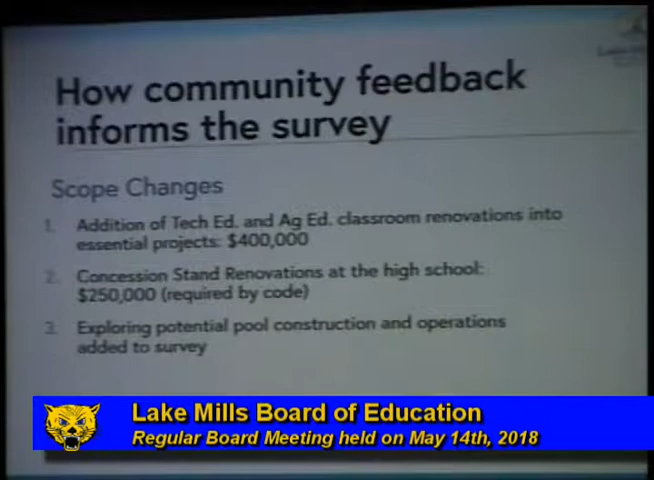 How community feedback
informs the survey
Scope Changes
1. Addition of Tech Ed. and Ag Ed. classroom renovations into
essential projects: $400,000
2. Concession Stand Renovations at the high school:
$250,000 (required by code)
3. Exploring potential pool construction and operations
added to survey
Lake Mills Board of Education
Regular Board Meeting held on May 14th, 2018